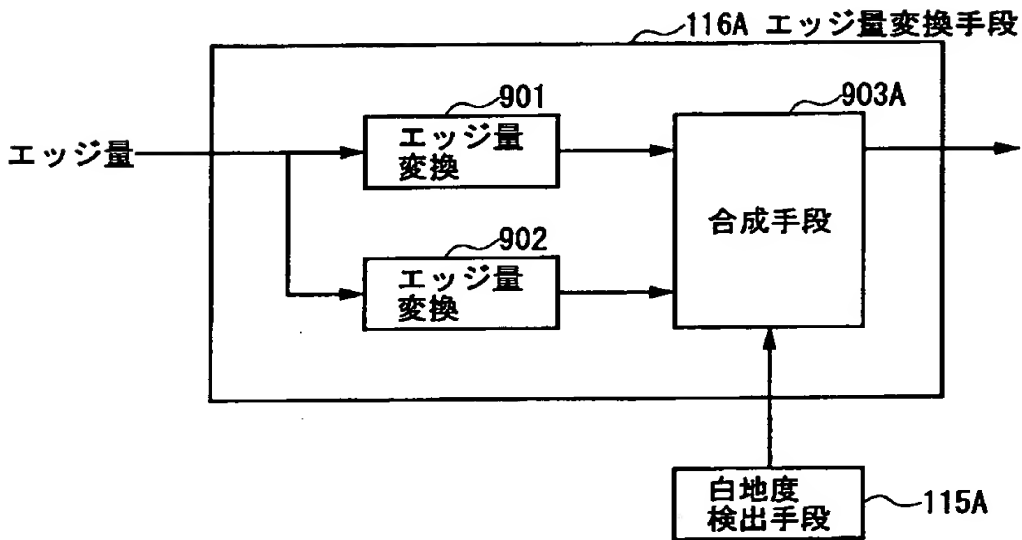 116A エッジ量変換手段
901
903A
エッジ量
エッジ量
変換
合成手段
902
エッジ量
変換
白地度
検出手段
115A